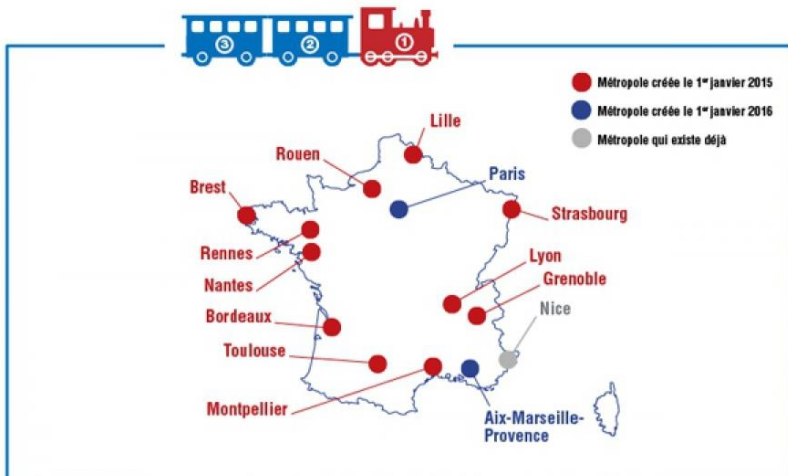 ③ ② ①
Métropole créée le 1er janvier 2015
Métropole créée le 1er janvier 2016
Métropole qui existe déjà
Lille
Rouen
Paris
Brest
Strasbourg
Rennes
Lyon
Nantes
Grenoble
Bordeaux
Nice
Toulouse
Montpellier
Aix-Marseille-
Provence